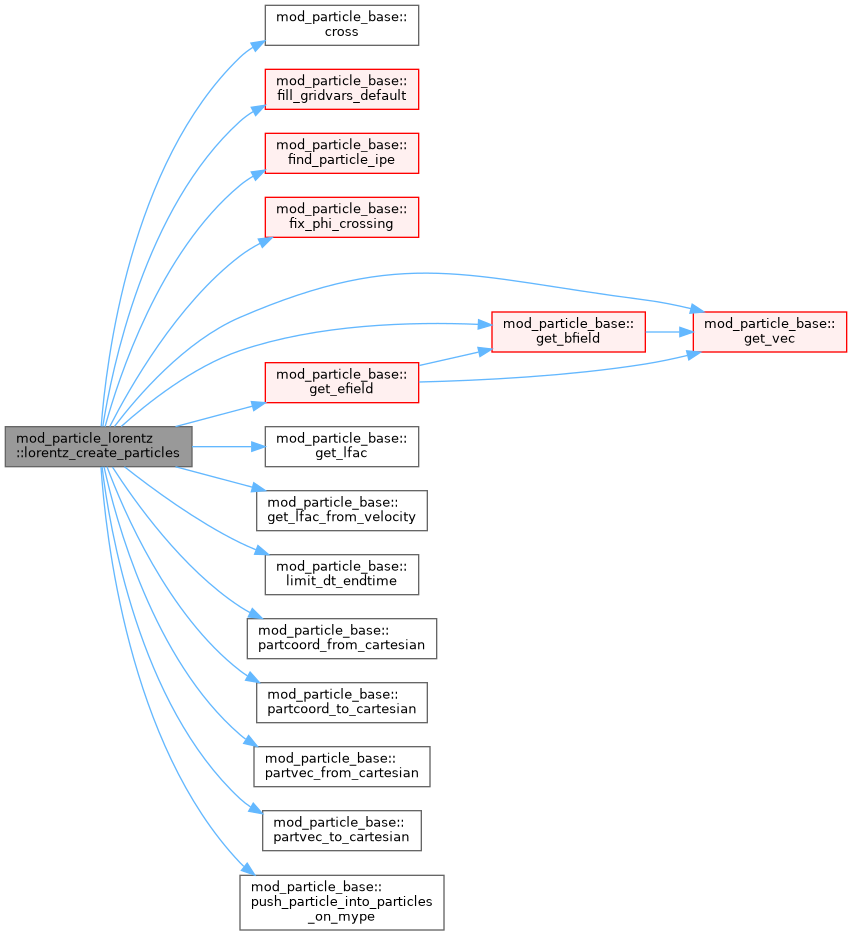 mod_particle_base::
cross
mod_particle_base::
fill_gridvars_default
mod_particle_base::
find_particle_ipe
mod_particle_base::
fix_phi_crossing
mod_particle_base::
get_bfield
mod_particle_base::
get_vec
mod_particle_base::
get_efield
mod_particle_lorentz
::lorentz_create_particles
mod_particle_base::
get_lfac
mod_particle_base::
get_lfac_from_velocity
mod_particle_base::
limit_dt_endtime
mod_particle_base::
partcoord_from_cartesian
mod_particle_base::
partcoord_to_cartesian
mod_particle_base::
partvec_from_cartesian
mod_particle_base::
partvec_to_cartesian
mod_particle_base::
push_particle_into_particles
_on_mype